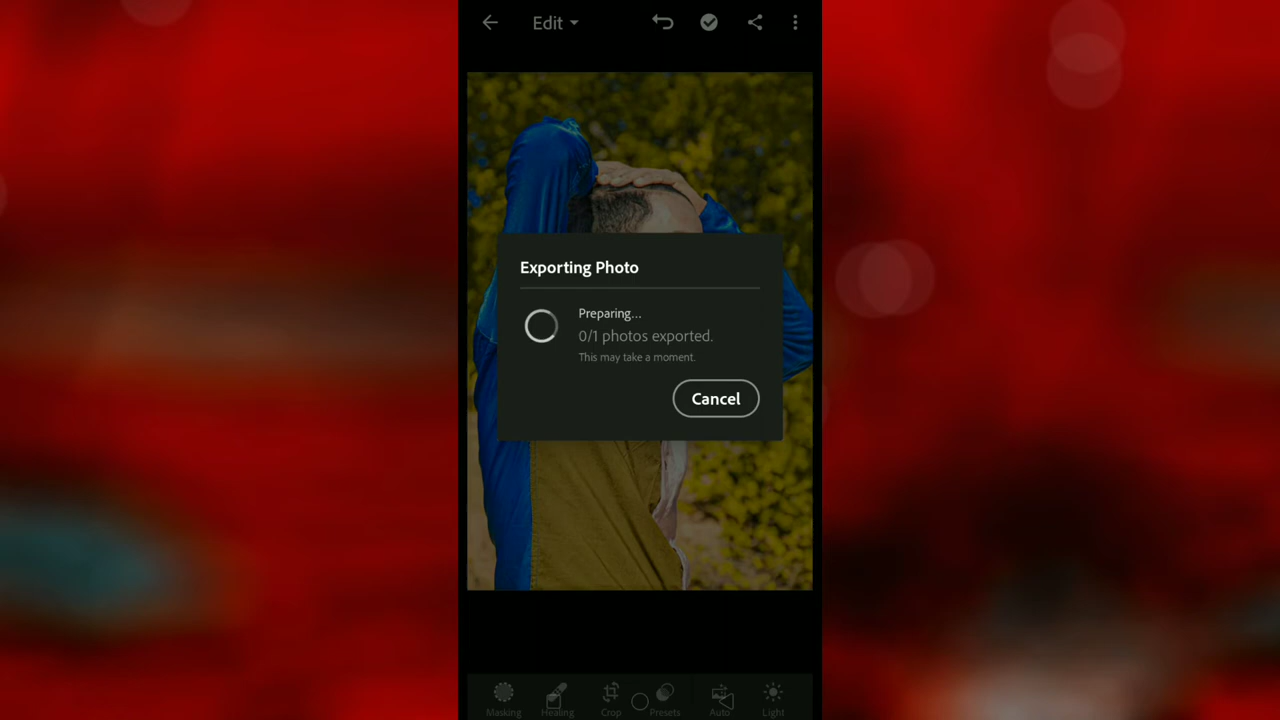 Edit
Exporting Photo
Preparing...
0/1 photos exported.
This may take a moment.
Cancel
Masking Healing Crop Presets Auto Light